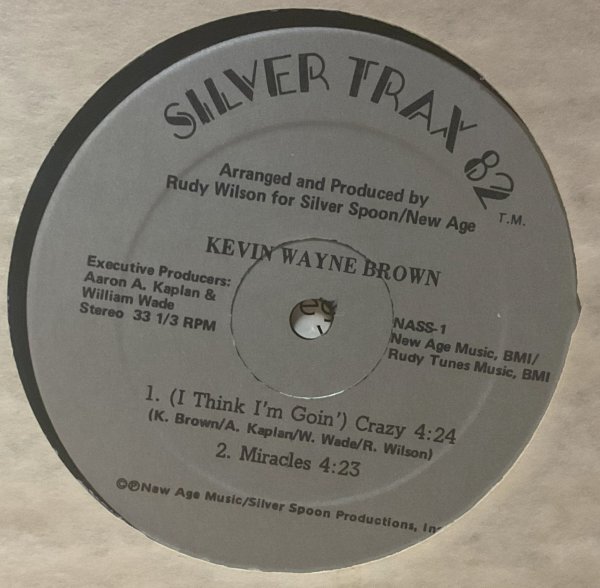 SILVER TRAX 82
T.M.
Arranged and Produced by
Rudy Wilson for Silver Spoon/New Age
KEVIN WAYNE BROWN
Executive Producers:
Aaron A. Kaplan &
William Wade
Stereo 33 1/3 RPM
NASS-1
New Age Music, BMI/
Rudy Tunes Music, BMI
1. (I Think I'm Goin') Crazy 4:24
(K. Brown/A. Kaplan/W. Wade/R. Wilson)
2. Miracles 4:23
©℗New Age Music/Silver Spoon Productions,